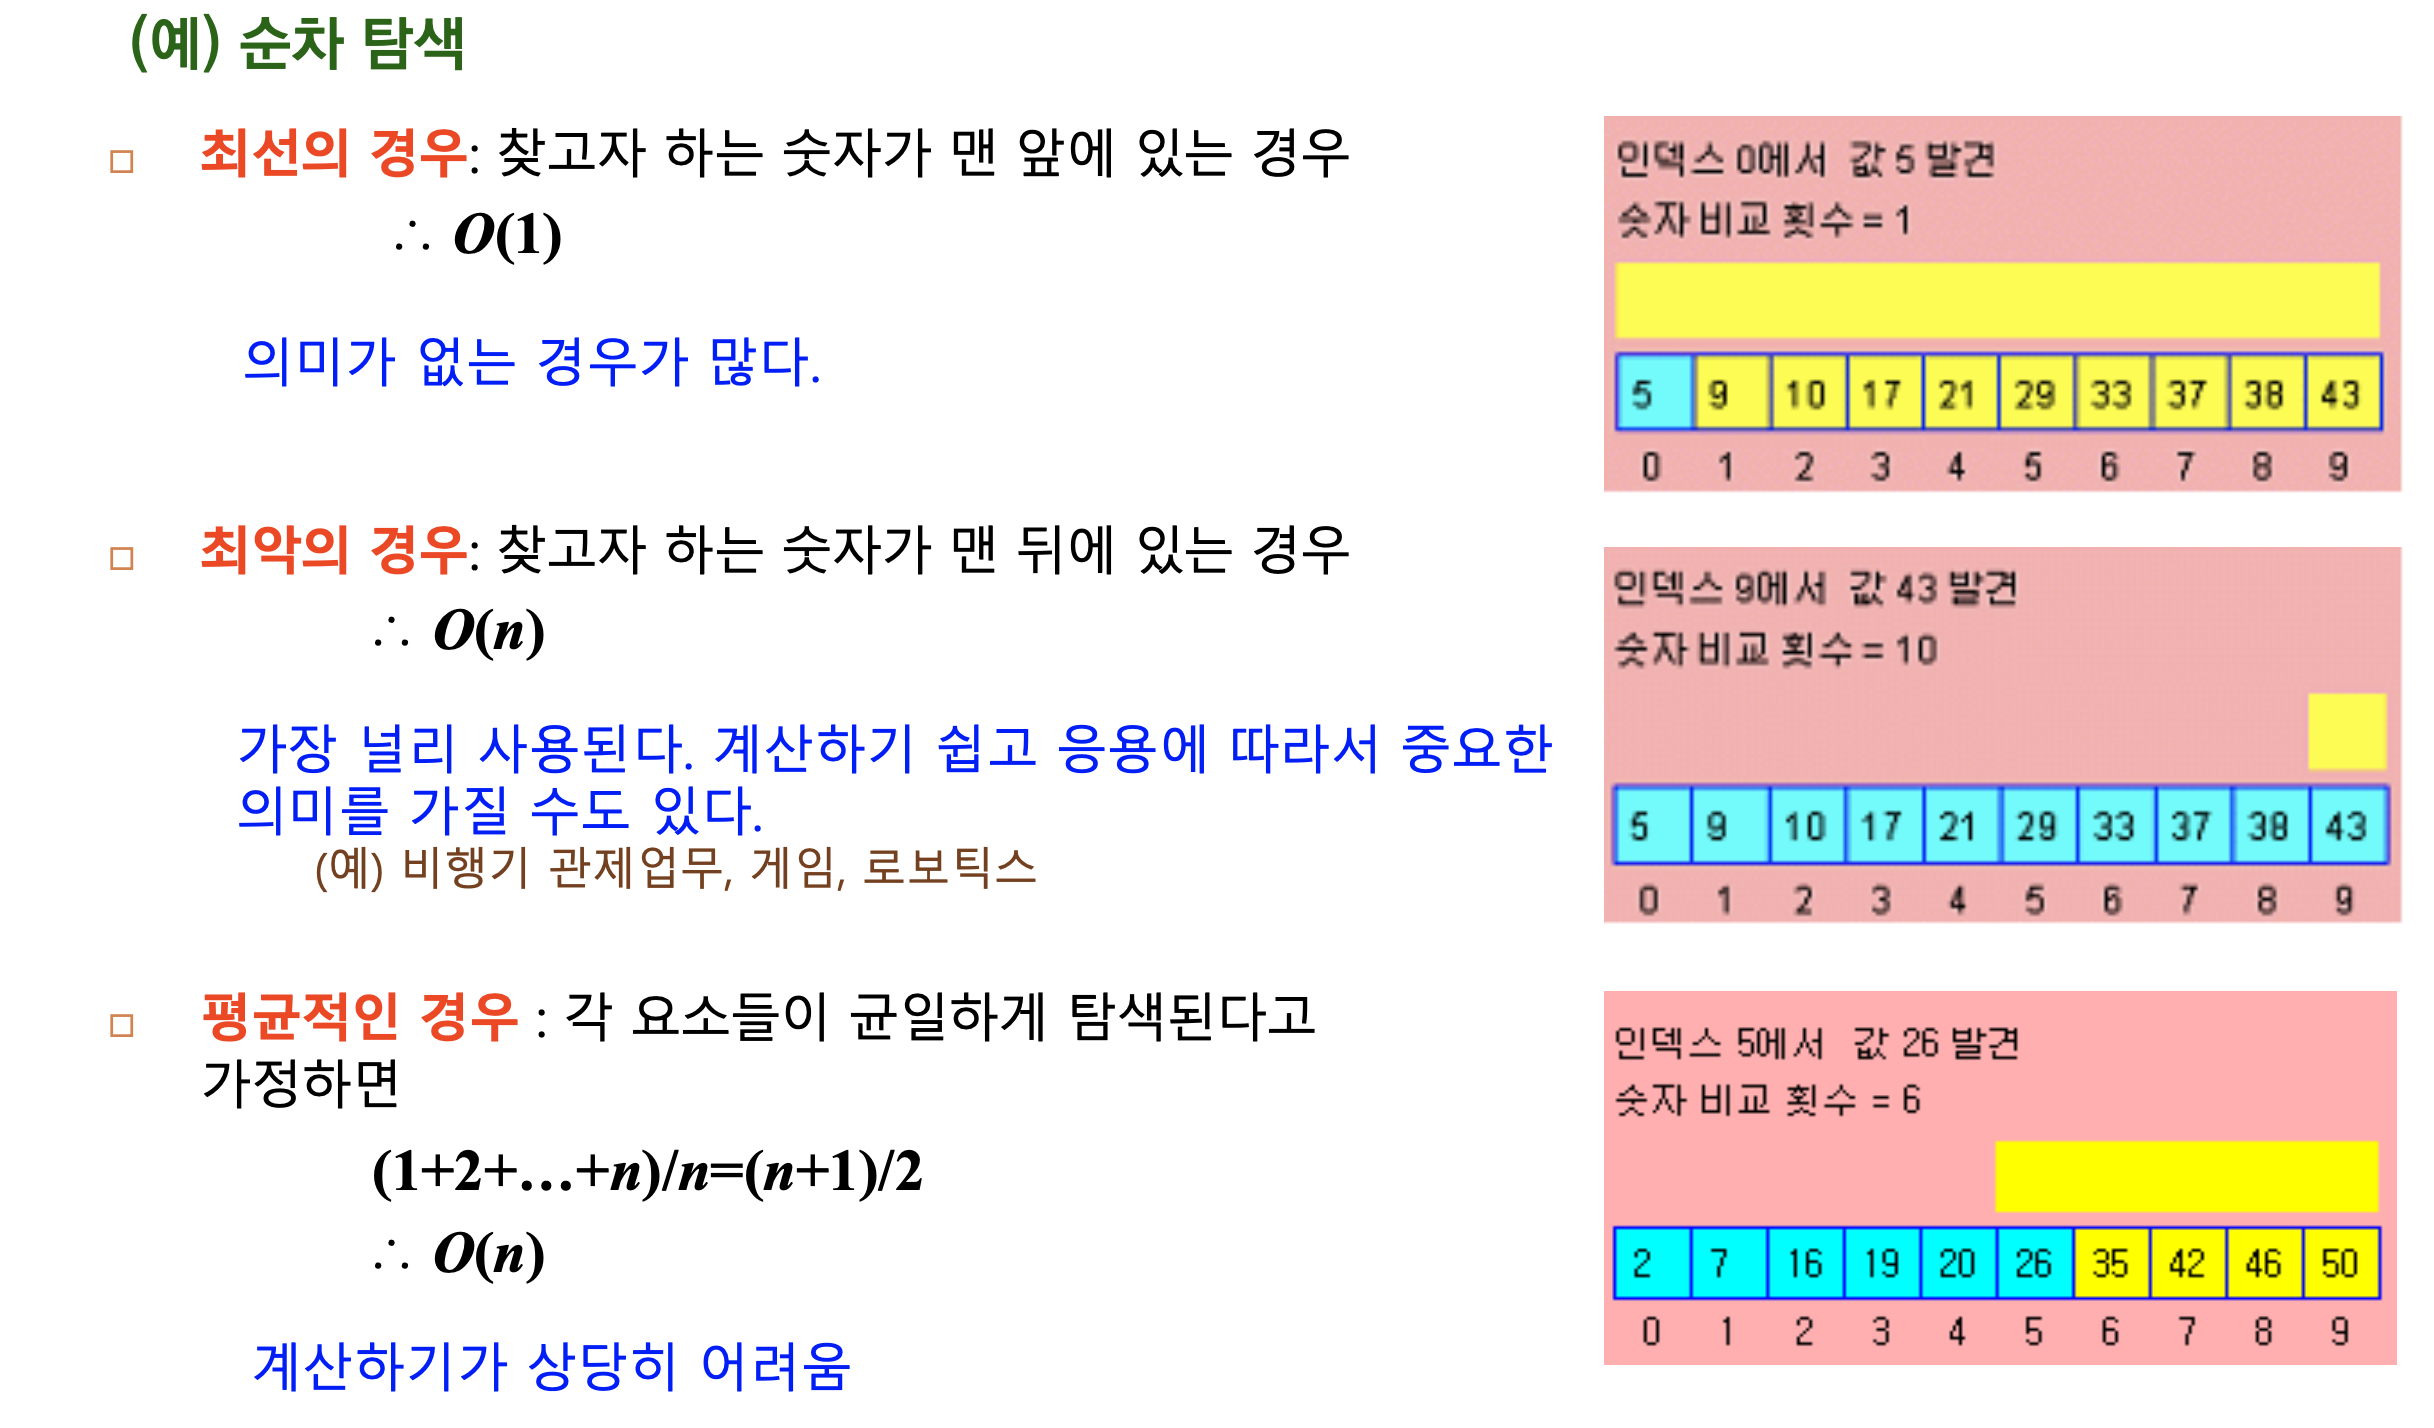 (예) 순차 탐색
최선의 경우: 찾고자 하는 숫자가 맨 앞에 있는 경우
∴ O(1)
의미가 없는 경우가 많다.
인덱스 0에서 값 5 발견
숫자 비교 횟수 = 1
5 9 10 17 21 29 33 37 38 43
0 1 2 3 4 5 6 7 8 9
최악의 경우: 찾고자 하는 숫자가 맨 뒤에 있는 경우
∴ O(n)
가장 널리 사용된다. 계산하기 쉽고 응용에 따라서 중요한
의미를 가질 수도 있다.
(예) 비행기 관제업무, 게임, 로보틱스
인덱스 9에서 값 43 발견
숫자 비교 횟수 = 10
5 9 10 17 21 29 33 37 38 43
0 1 2 3 4 5 6 7 8 9
평균적인 경우 : 각 요소들이 균일하게 탐색된다고
가정하면
(1+2+…+n)/n=(n+1)/2
∴ O(n)
계산하기가 상당히 어려움
인덱스 5에서 값 26 발견
숫자 비교 횟수 = 6
2 7 16 19 20 26 35 42 46 50
0 1 2 3 4 5 6 7 8 9